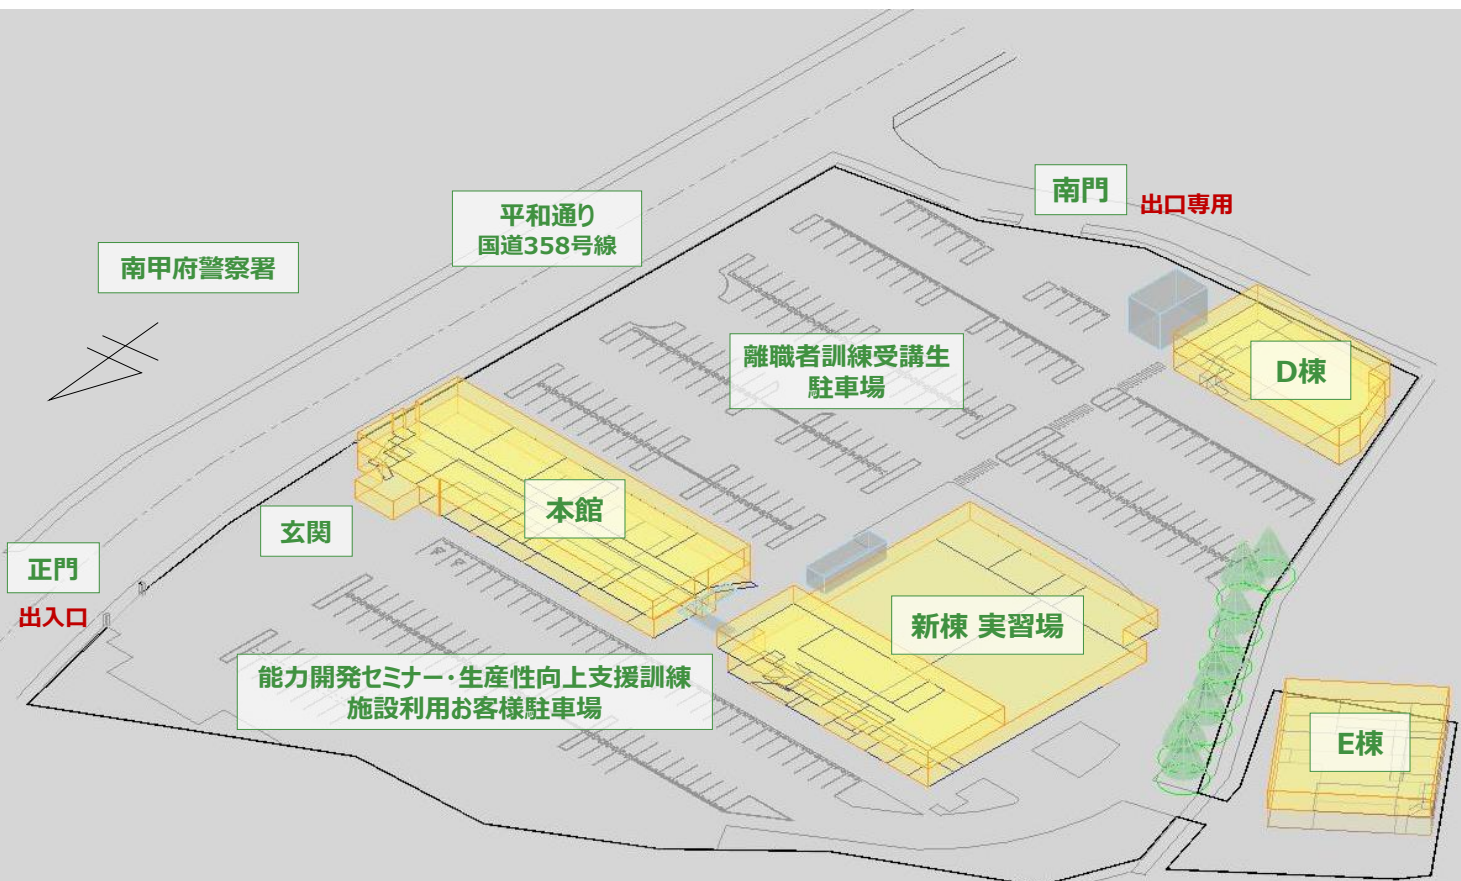 南門
出口専用
平和通り
国道358号線
南甲府警察署
離職者訓練受講生
駐車場
D棟
本館
玄関
正門
出入口
新棟 実習場
能力開発セミナー・生産性向上支援訓練
施設利用お客様駐車場
E棟